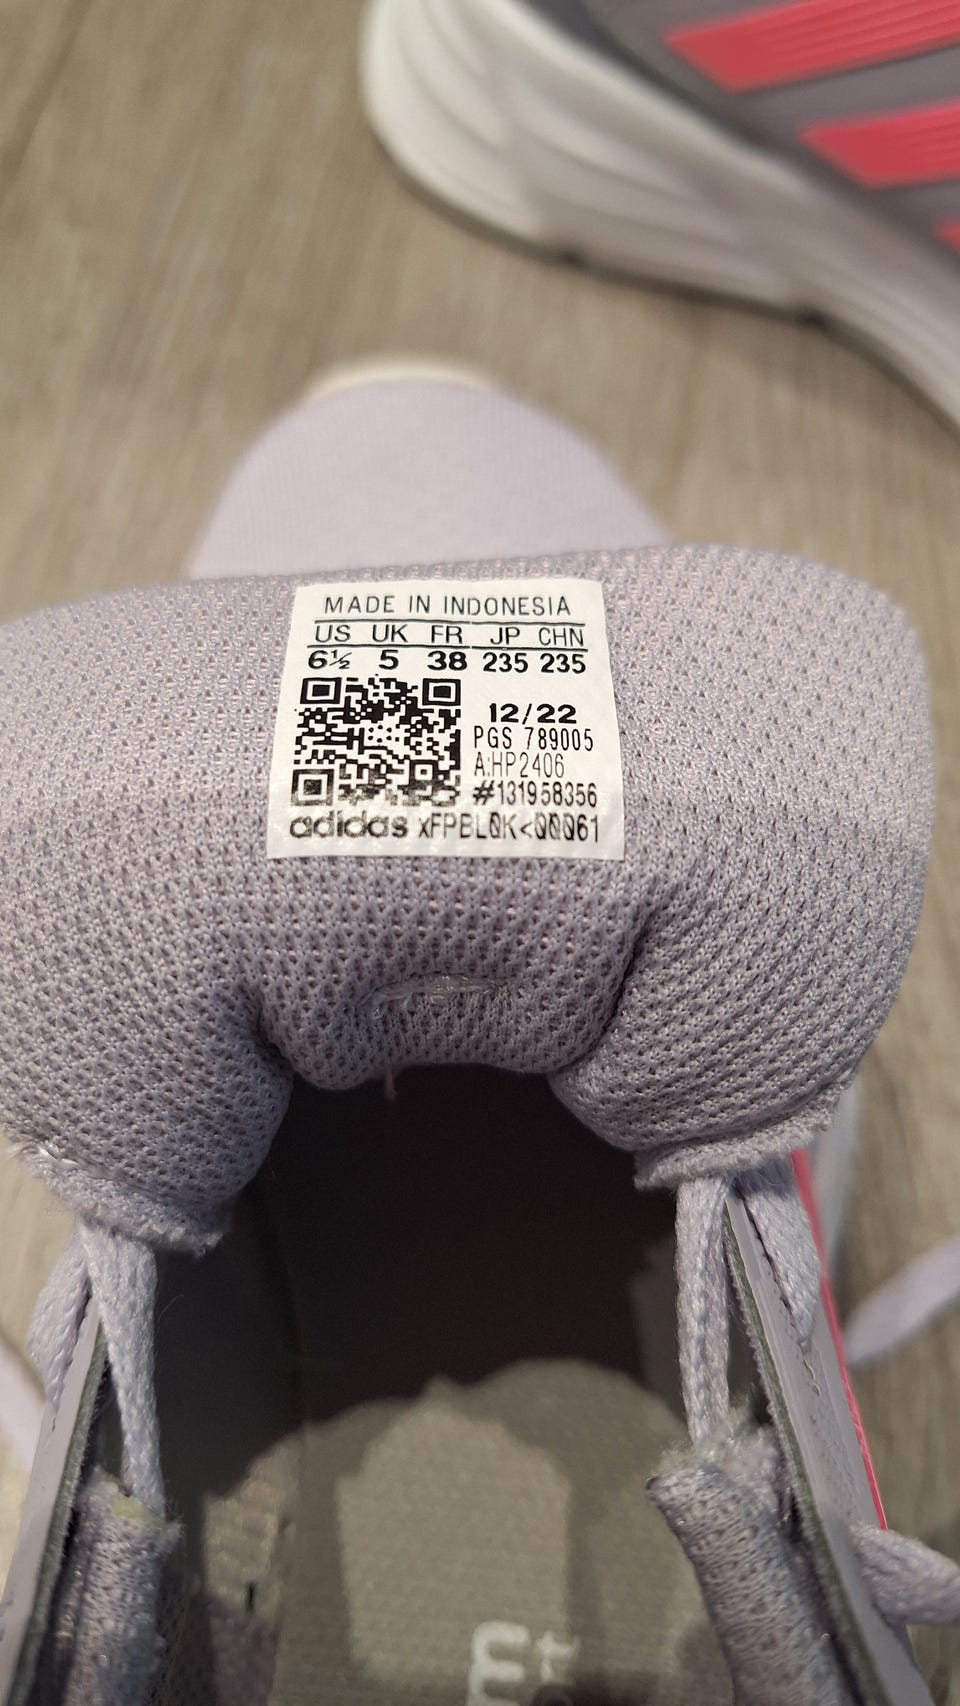 MADE IN INDONESIA
US UK FR JP CHN
6½ 5 38 235 235
12/22
PGS 789005
A:HP2406
#131958356
adidas xFPBL0K<00061